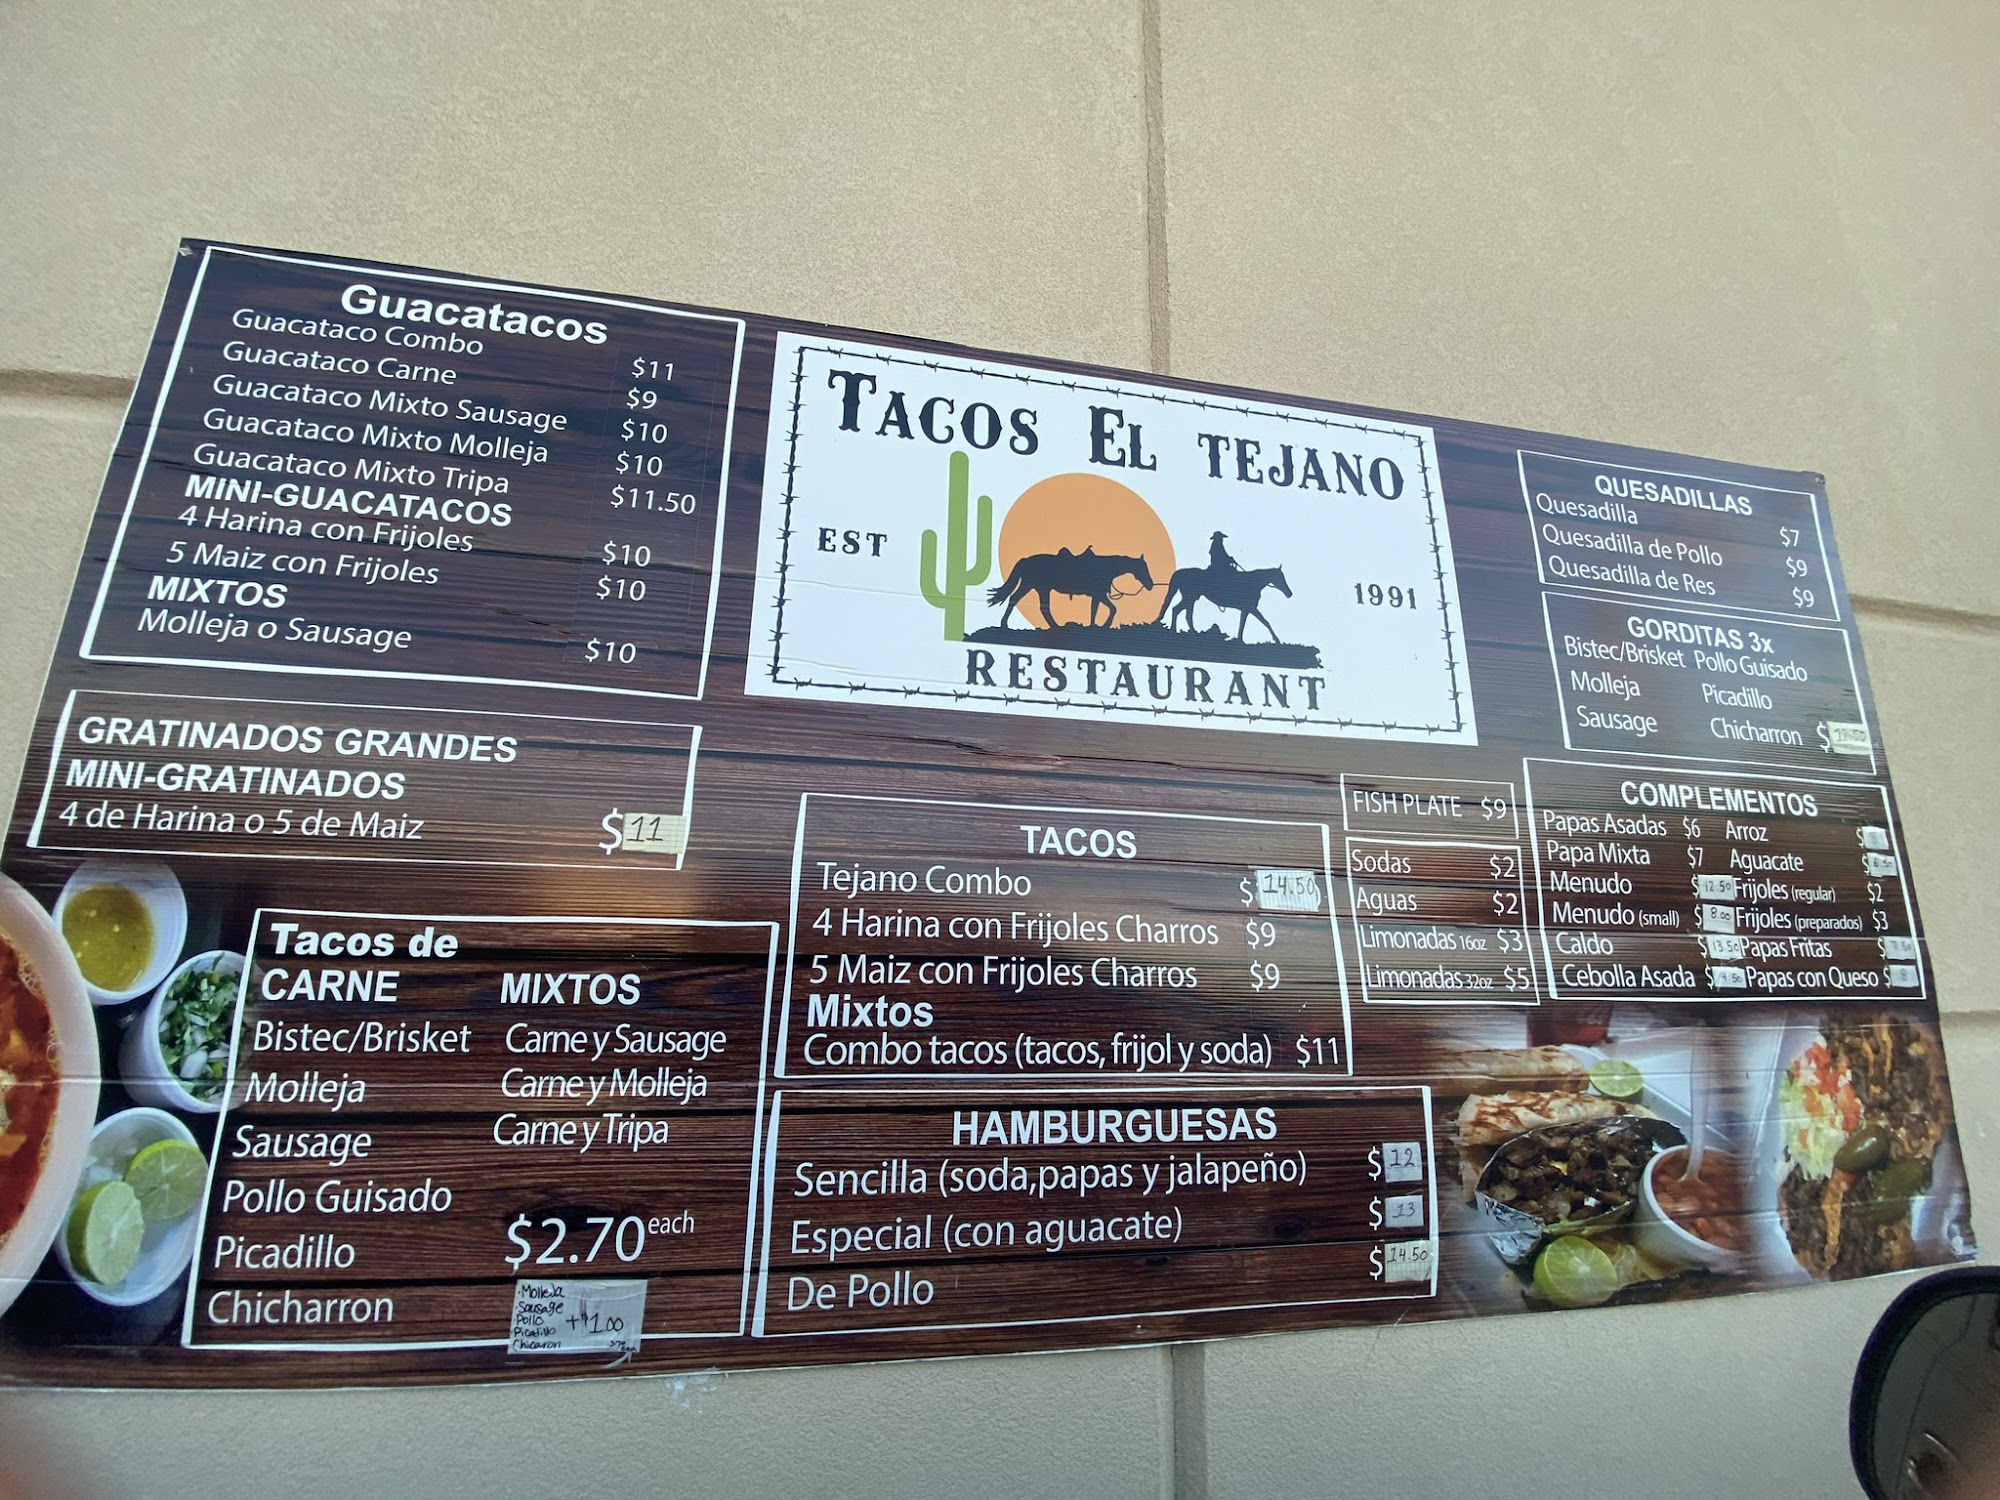 Guacatacos
Guacataco Combo $11
Guacataco Carne $9
Guacataco Mixto Sausage $10
Guacataco Mixto Molleja $10
Guacataco Mixto Tripa $11.50
MINI-GUACATACOS
4 Harina con Frijoles $10
5 Maiz con Frijoles $10
MIXTOS
Molleja o Sausage $10
GRATINADOS GRANDES
MINI-GRATINADOS
4 de Harina o 5 de Maiz $11
Tacos de
CARNE
Bistec/Brisket
Molleja
Sausage
Pollo Guisado
Picadillo
Chicharron
MIXTOS
Carne y Sausage
Carne y Molleja
Carne y Tripa
$2.70 each
• Molleja
• Sausage
Pollo
Picadillo
Chicaron
+$1.00
TACOS EL TEJANO
EST 1991
RESTAURANT
TACOS
Tejano Combo $14.50
4 Harina con Frijoles Charros $9
5 Maiz con Frijoles Charros $9
Mixtos
Combo tacos (tacos, frijol y soda) $11
HAMBURGUESAS
Sencilla (soda,papas y jalapeño) $12
Especial (con aguacate) $13
De Pollo $14.50
FISH PLATE $9
Sodas $2
Aguas $2
Limonadas 16oz $3
Limonadas 32oz $5
QUESADILLAS
Quesadilla $7
Quesadilla de Pollo $9
Quesadilla de Res $9
GORDITAS 3x
Bistec/Brisket Pollo Guisado
Molleja Picadillo
Sausage Chicharron $
COMPLEMENTOS
Papas Asadas $6 Arroz $
Papa Mixta $7 Aguacate $
Menudo $12.50 Frijoles (regular) $2
Menudo (small) $8.00 Frijoles (preparados) $3
Caldo $13.50 Papas Fritas $
Cebolla Asada $ Papas con Queso $